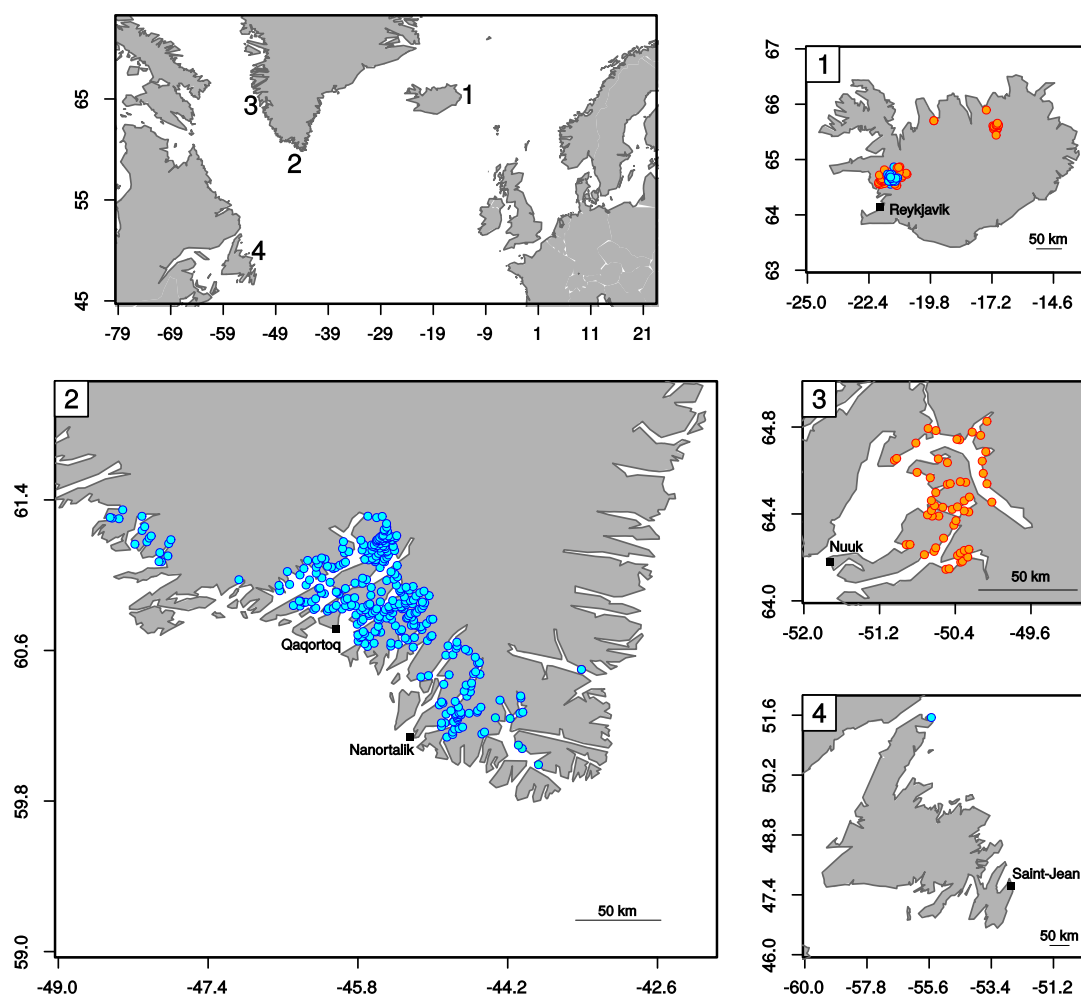 65
55
45
-79 -69 -59 -49 -39 -29 -19 -9 1 11 21
1
2
3
4
1
67
66
65
64
63
Reykjavik
50 km
-25.0 -22.4 -19.8 -17.2 -14.6
2
61.4
60.6
59.8
59.0
Qaqortoq
Nanortalik
50 km
-49.0 -47.4 -45.8 -44.2 -42.6
3
64.8
64.4
64.0
Nuuk
50 km
-52.0 -51.2 -50.4 -49.6
4
51.6
50.2
48.8
47.4
46.0
Saint-Jean
50 km
-60.0 -57.8 -55.6 -53.4 -51.2